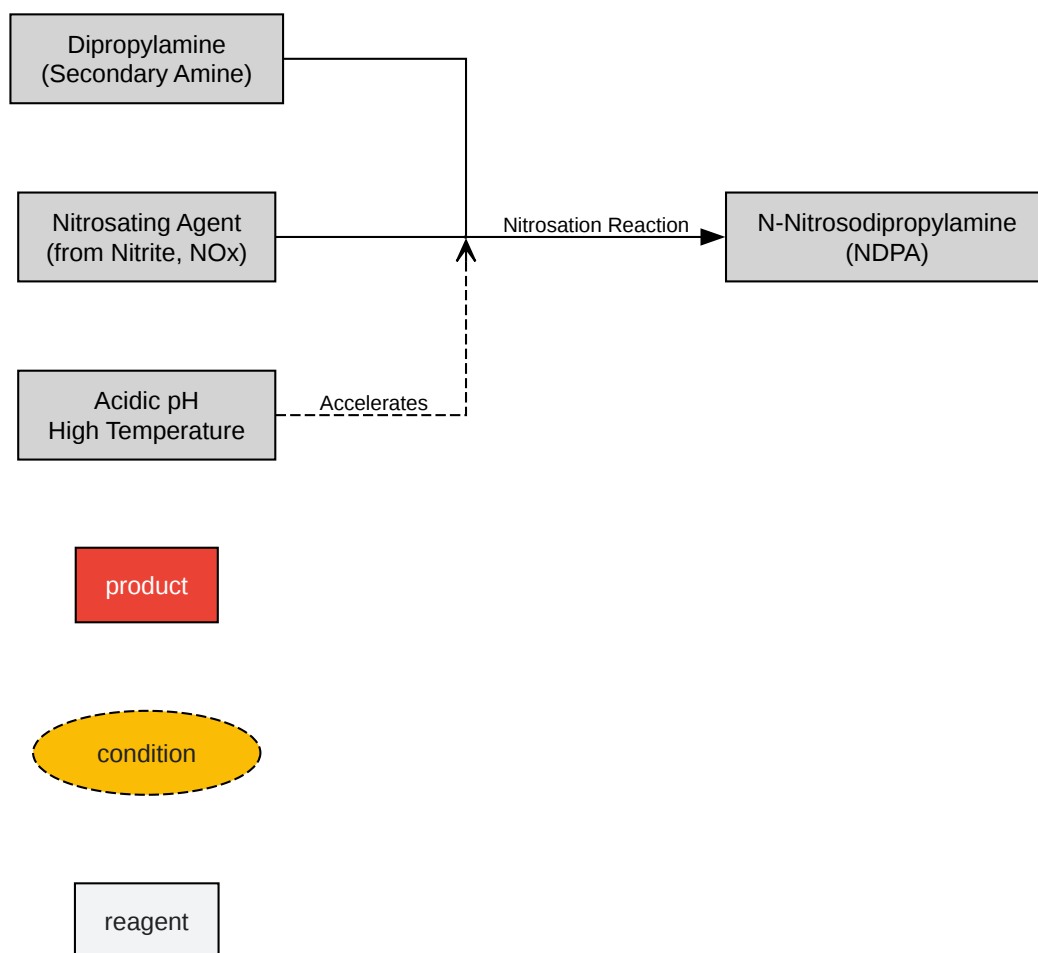 Dipropylamine
(Secondary Amine)
Nitrosating Agent
(from Nitrite, NOx)
Nitrosation Reaction
N-Nitrosodipropylamine
(NDPA)
Acidic pH
High Temperature
Accelerates
product
condition
reagent